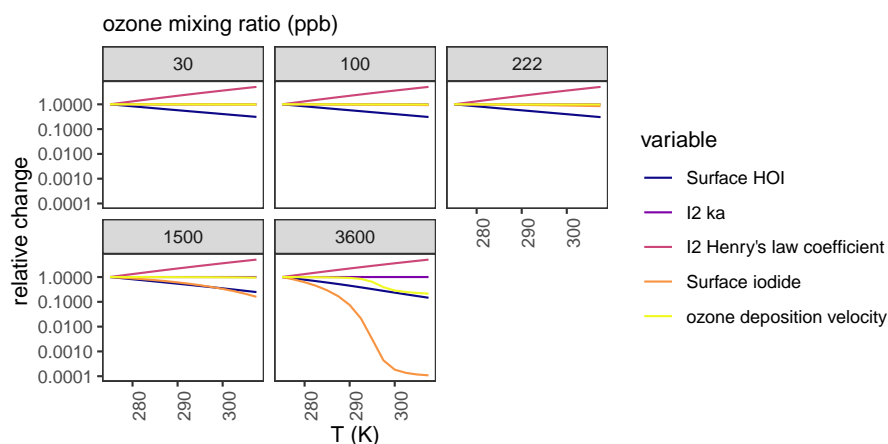 ozone mixing ratio (ppb)
30 100 222
1.0000
0.1000
0.0100
0.0010
0.0001
280 290 300
1500 3600
1.0000
0.1000
0.0100
0.0010
0.0001
280 290 300 280 290 300
relative change
T (K)
variable
Surface HOI
I2 ka
I2 Henry's law coefficient
Surface iodide
ozone deposition velocity